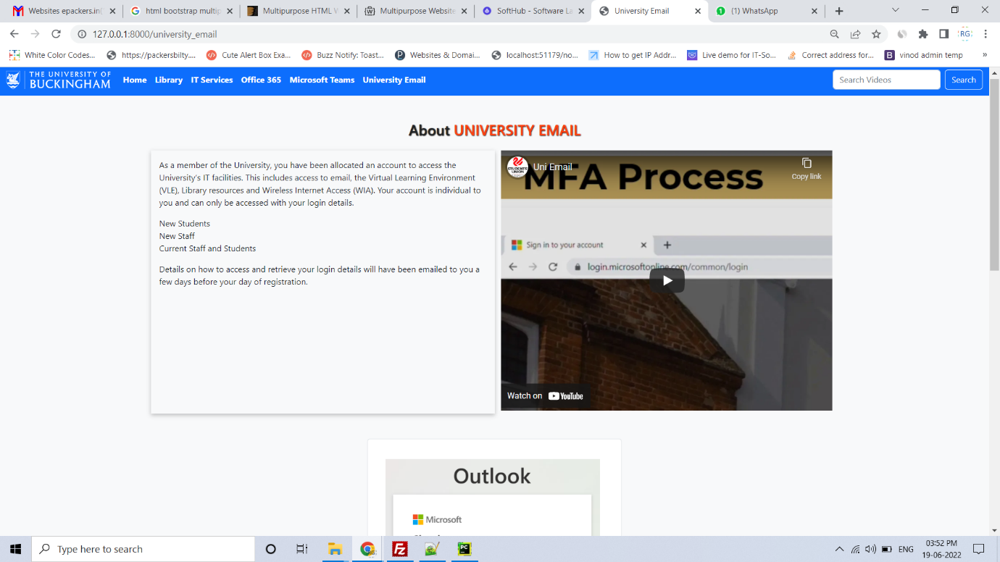 Websites epackers.in(
html bootstrap multip
Multipurpose HTML W
Multipurpose Website
SoftHub - Software La
University Email
(1) WhatsApp
127.0.0.1:8000/university_email
RG
White Color Codes...
https://packersbilty....
Cute Alert Box Exa...
Buzz Notify: Toast...
Websites & Domai...
localhost:51179/no...
How to get IP Addr...
Live demo for IT-So...
Correct address for...
vinod admin temp
»
THE UNIVERSITY OF
BUCKINGHAM
Home Library IT Services Office 365 Microsoft Teams University Email
Search Videos
Search
About UNIVERSITY EMAIL
As a member of the University, you have been allocated an account to access the
University's IT facilities. This includes access to email, the Virtual Learning Environment
(VLE), Library resources and Wireless Internet Access (WIA). Your account is individual to
you and can only be accessed with your login details.
New Students
New Staff
Current Staff and Students
Details on how to access and retrieve your login details will have been emailed to you a
few days before your day of registration.
STUDENTS'
UNION
Uni Email
MFA Process
Copy link
Sign in to your account
login.microsoftonline.com/common/login
Watch on YouTube
Outlook
Microsoft
Type here to search
PC
ENG
03:52 PM
19-06-2022